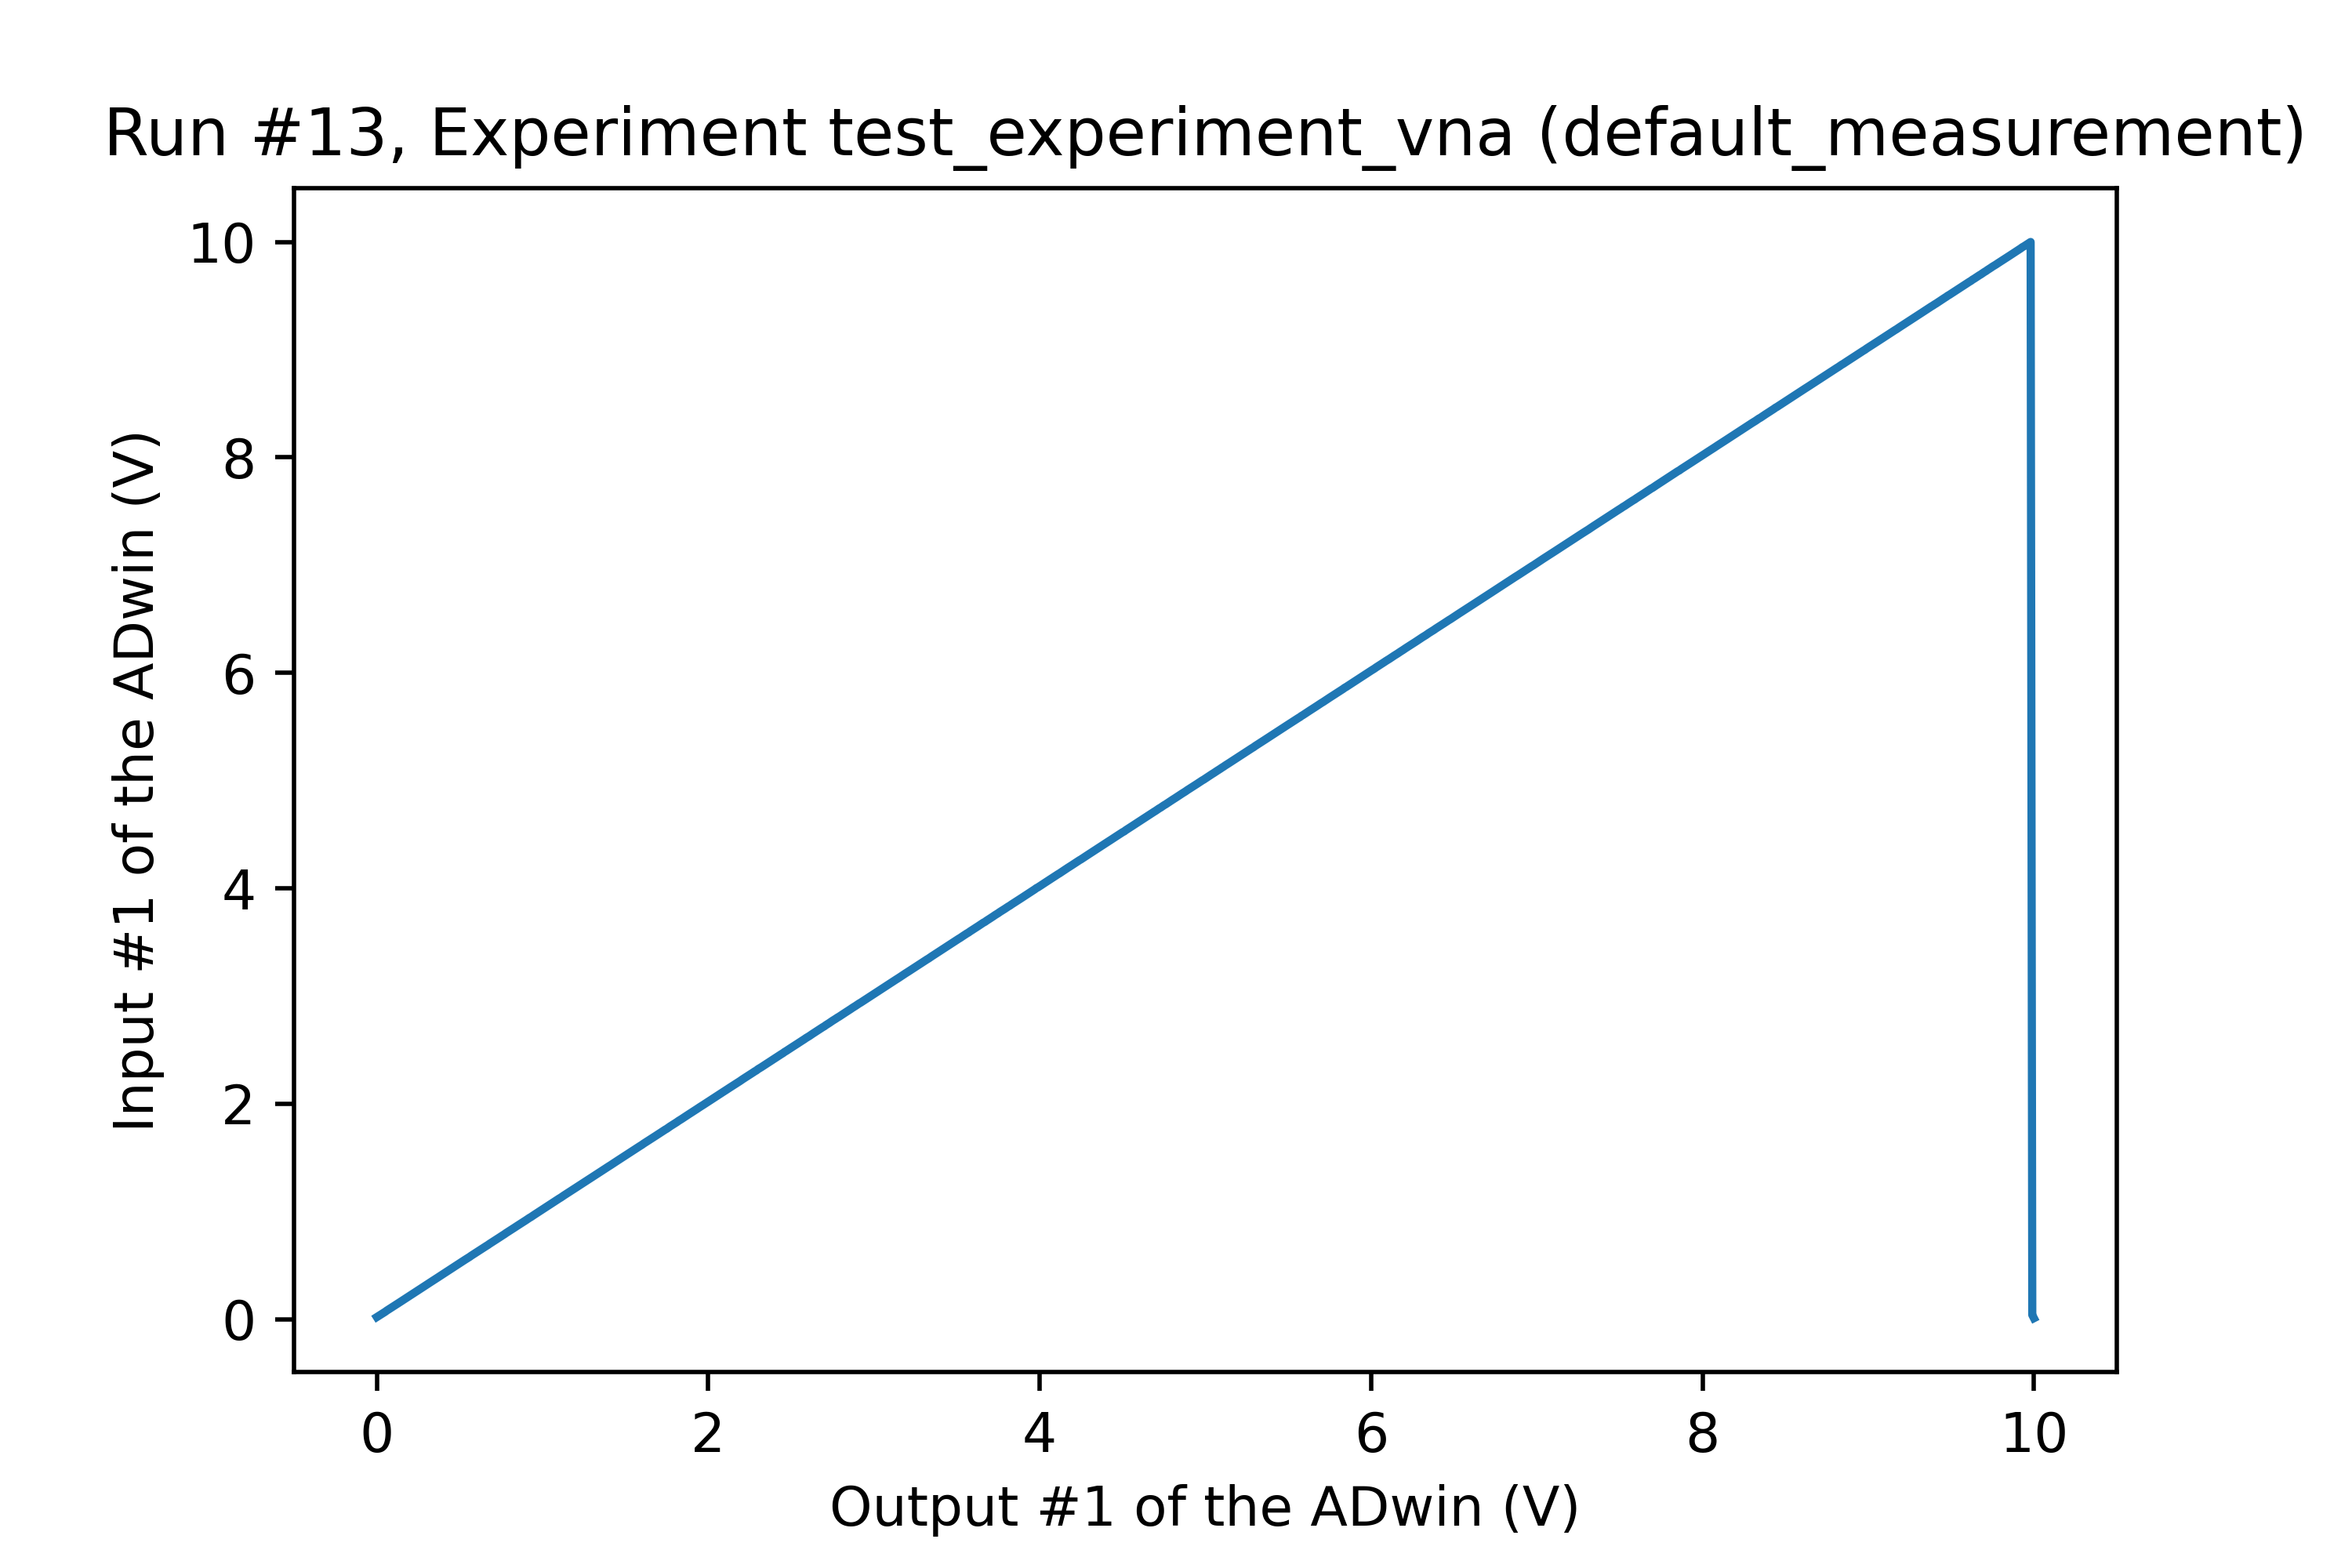 Run #13, Experiment test_experiment_vna (default_measurement)
10
8
6
4
2
0
Input #1 of the ADwin (V)
0 2 4 6 8 10
Output #1 of the ADwin (V)